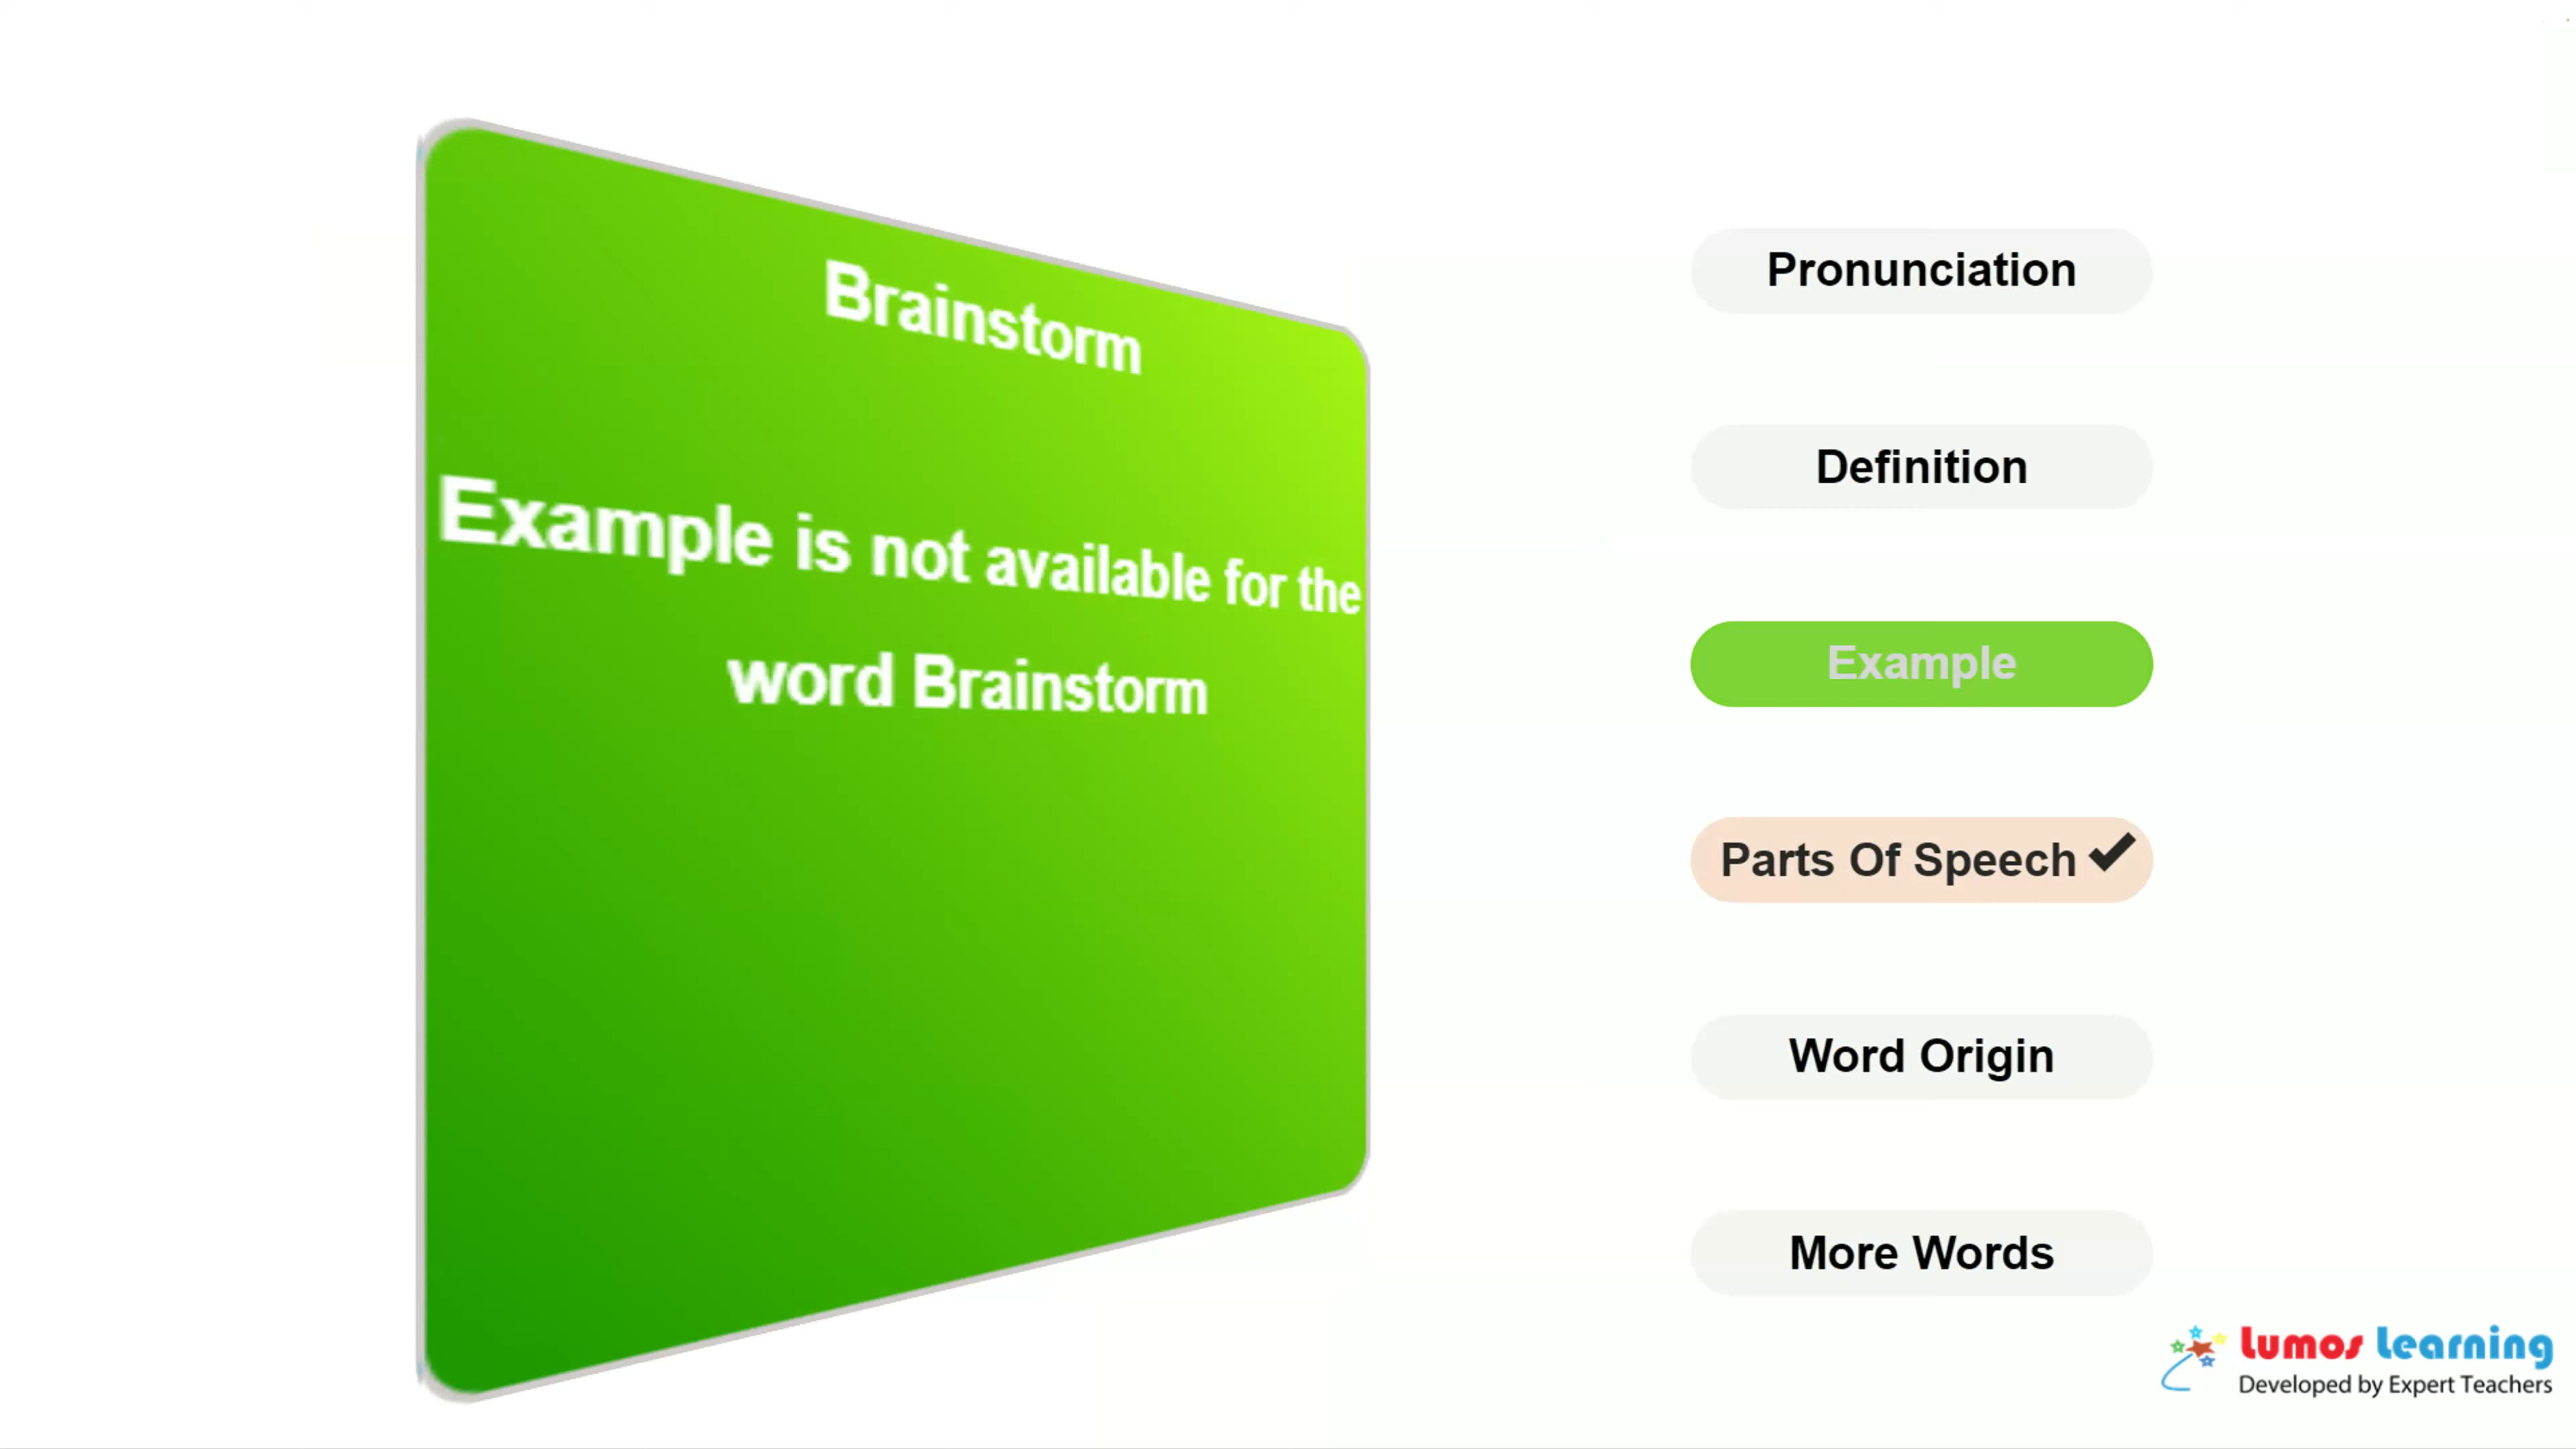 Brainstorm
Example is not available for the
word Brainstorm
Pronunciation
Definition
Example
Parts Of Speech
Word Origin
More Words
Lumos Learning
Developed by Expert Teachers